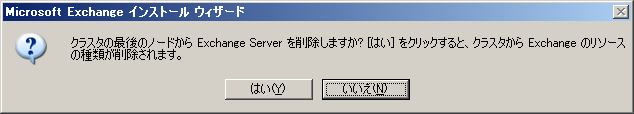 Microsoft Exchange インストール ウィザード
クラスタの最後のノードから Exchange Server を削除しますか? [はい] をクリックすると、クラスタから Exchange のリソース
の種類が削除されます。
はい(Y)
いいえ(N)